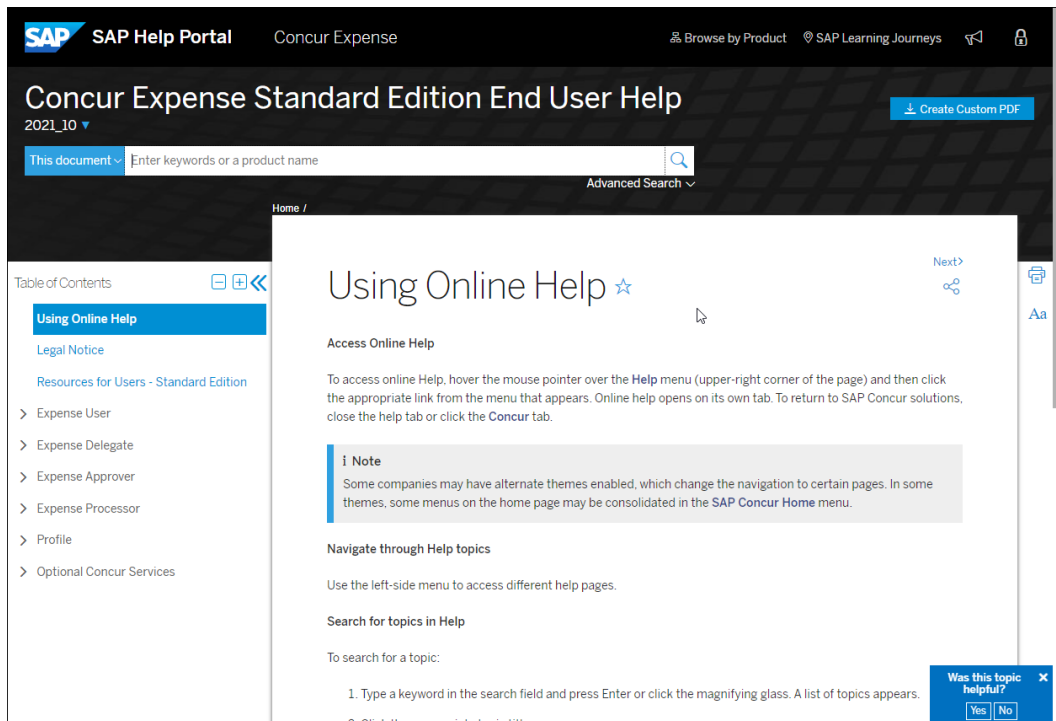 SAP SAP Help Portal Concur Expense Browse by Product SAP Learning Journeys
Concur Expense Standard Edition End User Help
2021_10
Create Custom PDF
This document Enter keywords or a product name
Advanced Search
Home /
Table of Contents
Using Online Help
Legal Notice
Resources for Users - Standard Edition
Expense User
Expense Delegate
Expense Approver
Expense Processor
Profile
Optional Concur Services
Next>
Using Online Help
Aa
Access Online Help
To access online Help, hover the mouse pointer over the Help menu (upper-right corner of the page) and then click
the appropriate link from the menu that appears. Online help opens on its own tab. To return to SAP Concur solutions,
close the help tab or click the Concur tab.
i Note
Some companies may have alternate themes enabled, which change the navigation to certain pages. In some
themes, some menus on the home page may be consolidated in the SAP Concur Home menu.
Navigate through Help topics
Use the left-side menu to access different help pages.
Search for topics in Help
To search for a topic:
1. Type a keyword in the search field and press Enter or click the magnifying glass. A list of topics appears.
Was this topic
helpful?
Yes No